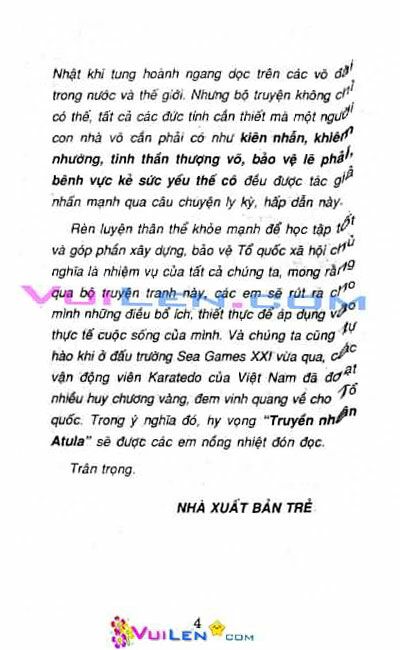 Nhật khi tung hoành ngang dọc trên các võ đài
trong nước và thế giới. Nhưng bộ truyện không chỉ
có thế, tất cả các đức tính cần thiết mà một người
con nhà võ cần phải có như kiên nhẫn, khiêm
nhường, tinh thần thượng võ, bảo vệ lẽ phải,
bênh vực kẻ sức yếu thế cô đều được tác giả
nhấn mạnh qua câu chuyện ly kỳ, hấp dẫn này.
Rèn luyện thân thể khỏe mạnh để học tập tốt
và góp phần xây dựng, bảo vệ Tổ quốc xã hội chủ
nghĩa là nhiệm vụ của tất cả chúng ta, mong rằng
qua bộ truyện tranh này, các em sẽ rút ra cho
VUILEN.COM
mình những điều bổ ích, thiết thực để áp dụng vào
thực tế cuộc sống của mình. Và chúng ta cũng tự
hào khi ở đấu trường Sea Games XXI vừa qua, các
vận động viên Karatedo của Việt Nam đã đoạt
nhiều huy chương vàng, đem vinh quang về cho Tổ
quốc. Trong ý nghĩa đó, hy vọng "Truyền nhân
Atula" sẽ được các em nồng nhiệt đón đọc.
Trân trọng.
NHÀ XUẤT BẢN TRẺ
4
VUILEN.COM